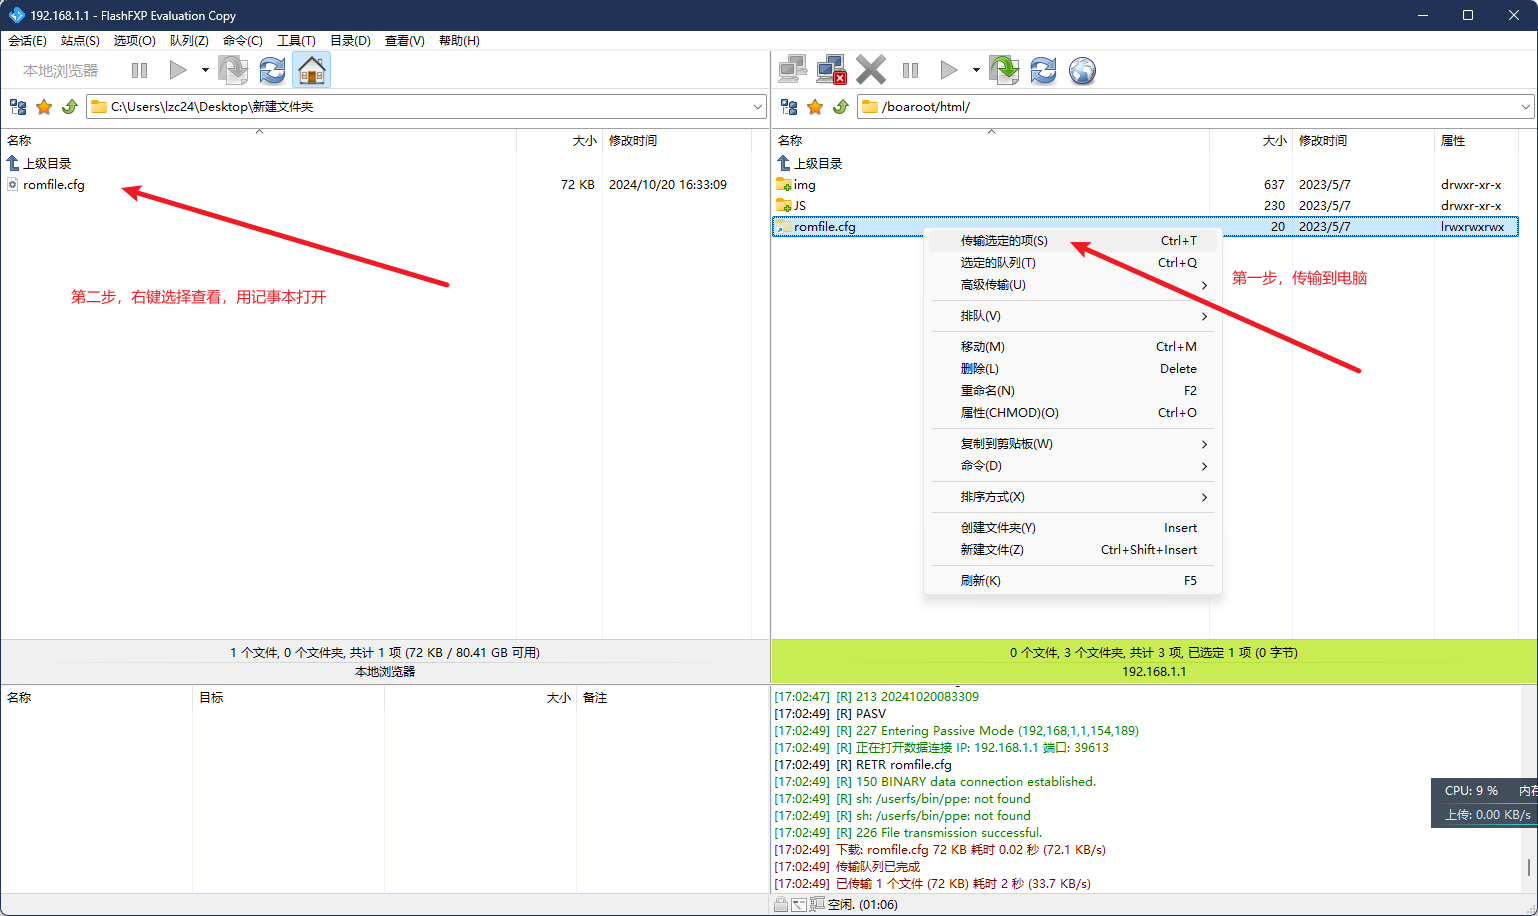 192.168.1.1 - FlashFXP Evaluation Copy
会话(E) 站点(S) 选项(O) 队列(Z) 命令(C) 工具(T) 目录(D) 查看(V) 帮助(H)
本地浏览器
C:\Users\lzc24\Desktop\新建文件夹
名称 大小 修改时间
上级目录
romfile.cfg 72 KB 2024/10/20 16:33:09
第二步，右键选择查看，用记事本打开
1 个文件, 0 个文件夹, 共计 1 项 (72 KB / 80.41 GB 可用)
本地浏览器
名称 目标 大小 备注
/boaroot/html/
名称 大小 修改时间 属性
上级目录
img 637 2023/5/7 drwxr-xr-x
JS 230 2023/5/7 drwxr-xr-x
romfile.cfg 20 2023/5/7 lrwxrwxrwx
传输选定的项(S) Ctrl+T
选定的队列(T) Ctrl+Q
高级传输(U)
排队(V)
移动(M) Ctrl+M
删除(L) Delete
重命名(N) F2
属性(CHMOD)(O) Ctrl+O
复制到剪贴板(W)
命令(D)
排序方式(X)
创建文件夹(Y) Insert
新建文件(Z) Ctrl+Shift+Insert
刷新(K) F5
第一步，传输到电脑
0 个文件, 3 个文件夹, 共计 3 项, 已选定 1 项 (0 字节)
192.168.1.1
[17:02:47] [R] 213 20241020083309
[17:02:49] [R] PASV
[17:02:49] [R] 227 Entering Passive Mode (192,168,1,1,154,189)
[17:02:49] [R] 正在打开数据连接 IP: 192.168.1.1 端口: 39613
[17:02:49] [R] RETR romfile.cfg
[17:02:49] [R] 150 BINARY data connection established.
[17:02:49] [R] sh: /userfs/bin/ppe: not found
[17:02:49] [R] sh: /userfs/bin/ppe: not found
[17:02:49] [R] 226 File transmission successful.
[17:02:49] 下载: romfile.cfg 72 KB 耗时 0.02 秒 (72.1 KB/s)
[17:02:49] 传输队列已完成
[17:02:49] 已传输 1 个文件 (72 KB) 耗时 2 秒 (33.7 KB/s)
CPU: 9 % 内存
上传: 0.00 KB/s
空闲. (01:06)